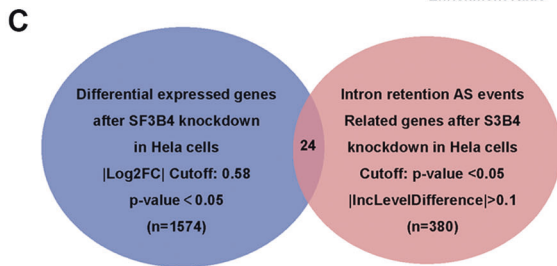 C
Differential expressed genes
after SF3B4 knockdown
in Hela cells
|Log2FC| Cutoff: 0.58
p-value < 0.05
(n=1574)
24
Intron retention AS events
Related genes after S3B4
knockdown in Hela cells
Cutoff: p-value <0.05
|IncLevelDifference|>0.1
(n=380)